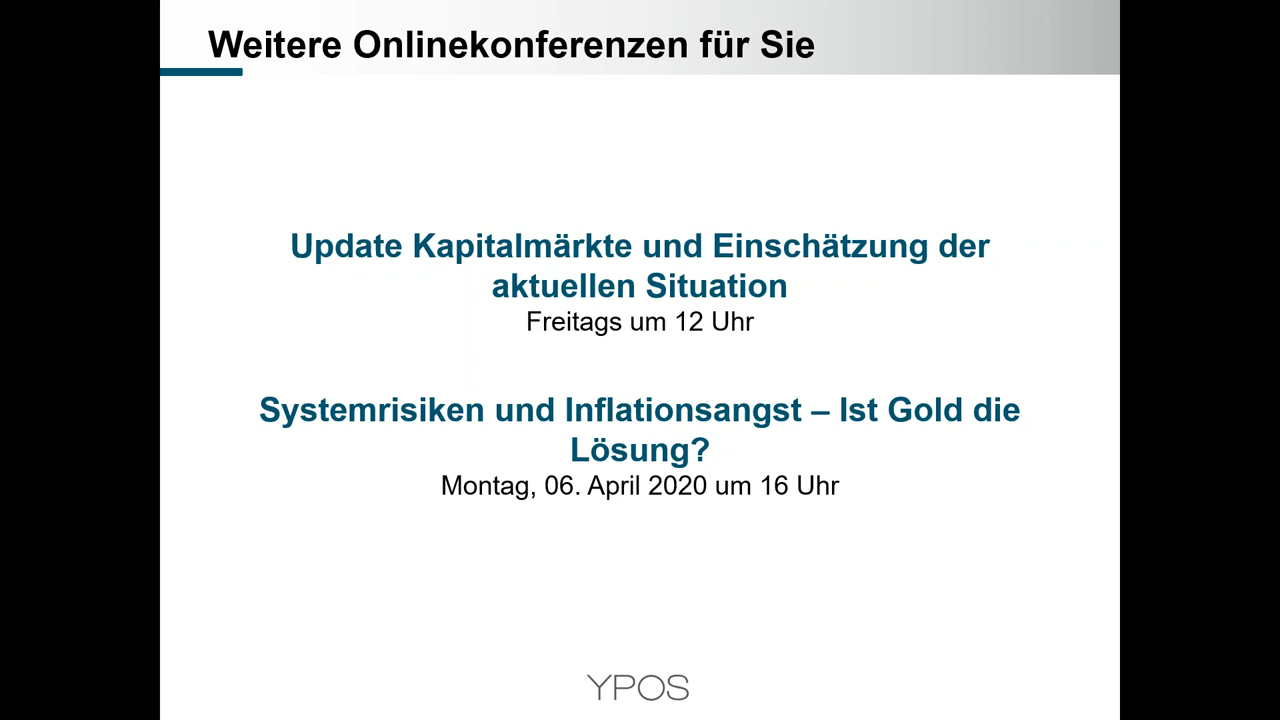 Weitere Onlinekonferenzen für Sie
Update Kapitalmärkte und Einschätzung der
aktuellen Situation
Freitags um 12 Uhr
Systemrisiken und Inflationsangst – Ist Gold die
Lösung?
Montag, 06. April 2020 um 16 Uhr
YPOS